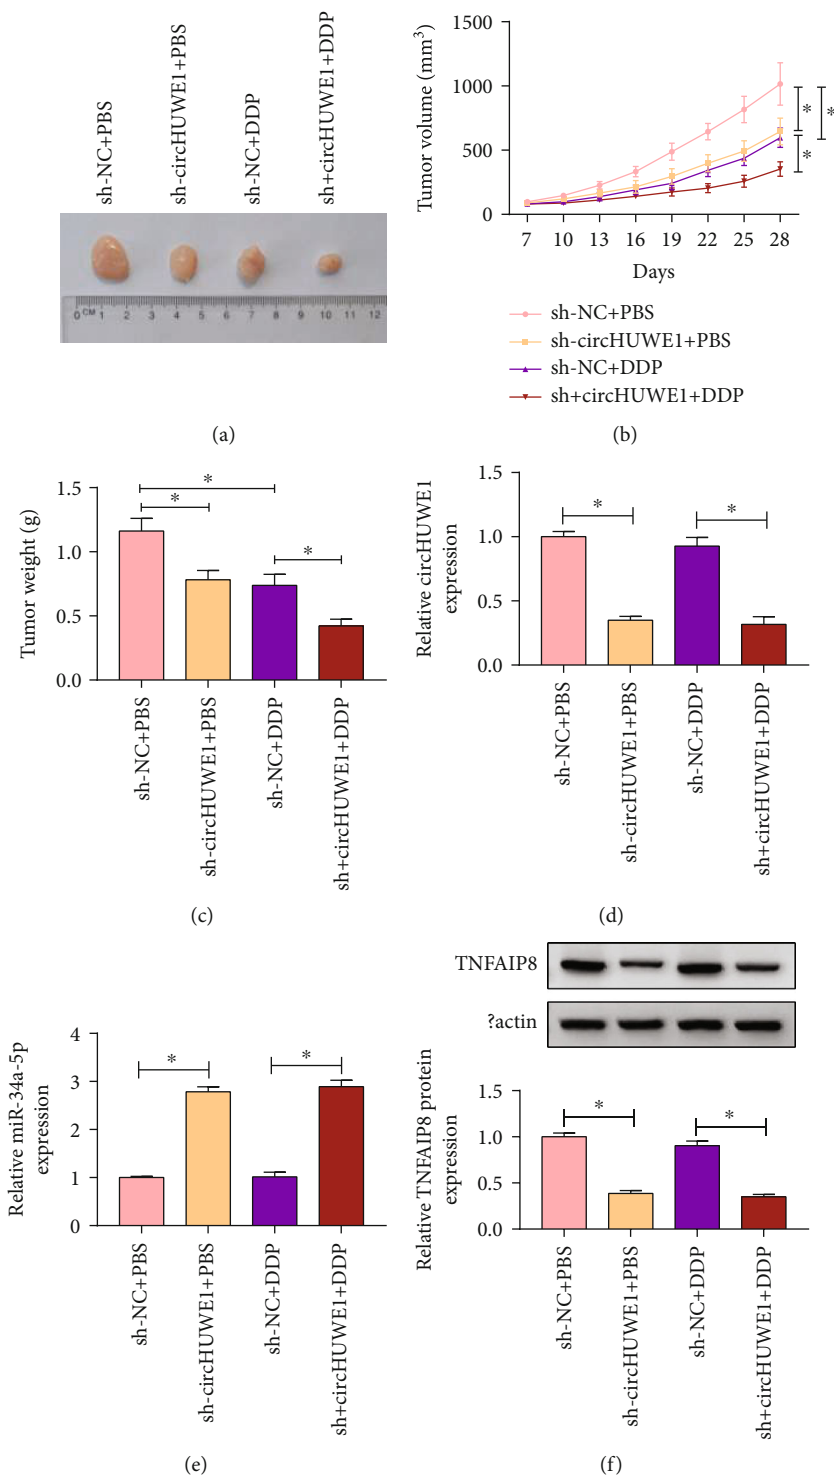 sh-NC+PBS
sh-circHUWE1+PBS
sh-NC+DDP
sh+circHUWE1+DDP
0 CM 1 2 3 4 5 6 7 8 9 10 11 12
(a)
Tumor volume (mm3)
1500
1000
500
0
7 10 13 16 19 22 25 28
Days
*
*
*
sh-NC+PBS
sh-circHUWE1+PBS
sh-NC+DDP
sh+circHUWE1+DDP
(b)
Tumor weight (g)
1.5
1.0
0.5
0.0
*
*
*
sh-NC+PBS
sh-circHUWE1+PBS
sh-NC+DDP
sh+circHUWE1+DDP
(c)
Relative circHUWE1
expression
1.5
1.0
0.5
0.0
*
*
sh-NC+PBS
sh-circHUWE1+PBS
sh-NC+DDP
sh+circHUWE1+DDP
(d)
Relative miR-34a-5p
expression
4
3
2
1
0
*
*
sh-NC+PBS
sh-circHUWE1+PBS
sh-NC+DDP
sh+circHUWE1+DDP
(e)
TNFAIP8
?actin
Relative TNFAIP8 protein
expression
1.5
1.0
0.5
0.0
*
*
sh-NC+PBS
sh-circHUWE1+PBS
sh-NC+DDP
sh+circHUWE1+DDP
(f)